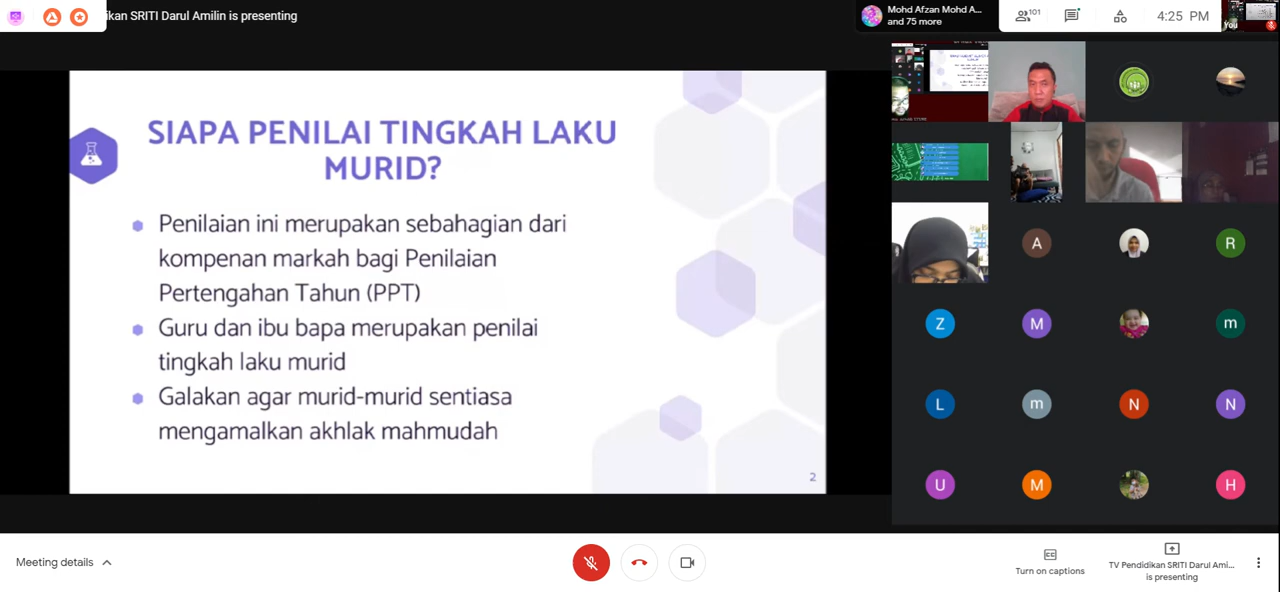 dikan SRITI Darul Amilin is presenting
Mohd Afzan Mohd A...
and 75 more
101
4:25 PM
You
SIAPA PENILAI TINGKAH LAKU
MURID?
Penilaian ini merupakan sebahagian dari
kompenan markah bagi Penilaian
Pertengahan Tahun (PPT)
Guru dan ibu bapa merupakan penilai
tingkah laku murid
Galakan agar murid-murid sentiasa
mengamalkan akhlak mahmudah
2
A
R
Z
M
m
L
m
N
N
U
M
H
Meeting details
Turn on captions
TV Pendidikan SRITI Darul Ami...
is presenting